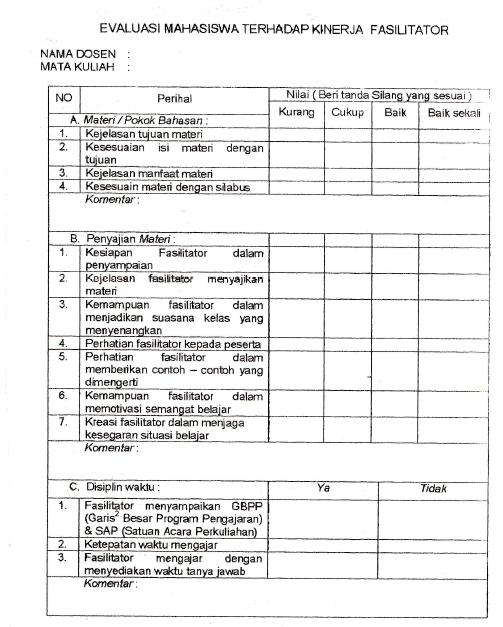 EVALUASI MAHASISWA TERHADAP KINERJA FASILITATOR
NAMA DOSEN :
MATA KULIAH :
NO
Perihal
Nilai ( Beri tanda Silang yang sesuai )
Kurang
Cukup
Baik
Baik sekali
A. Materi / Pokok Bahasan :
1. Kejelasan tujuan materi
2. Kesesuaian isi materi dengan
tujuan
3. Kejelasan manfaat materi
4. Kesesuain materi dengan silabus
Komentar :
B. Penyajian Materi :
1. Kesiapan Fasilitator dalam
penyampaian
2. Kejelasan fasilitator menyajikan
materi
3. Kemampuan fasilitator dalam
menjadikan suasana kelas yang
menyenangkan
4. Perhatian fasilitator kepada peserta
5. Perhatian fasilitator dalam
memberikan contoh – contoh yang
dimengerti
6. Kemampuan fasilitator dalam
memotivasi semangat belajar
7. Kreasi fasilitator dalam menjaga
kesegaran situasi belajar
Komentar :
C. Disiplin waktu :
Ya
Tidak
1. Fasilitator menyampaikan GBPP
(Garis² Besar Program Pengajaran)
& SAP (Satuan Acara Perkuliahan)
2. Ketepatan waktu mengajar
3. Fasilitator mengajar dengan
menyediakan waktu tanya jawab
Komentar :